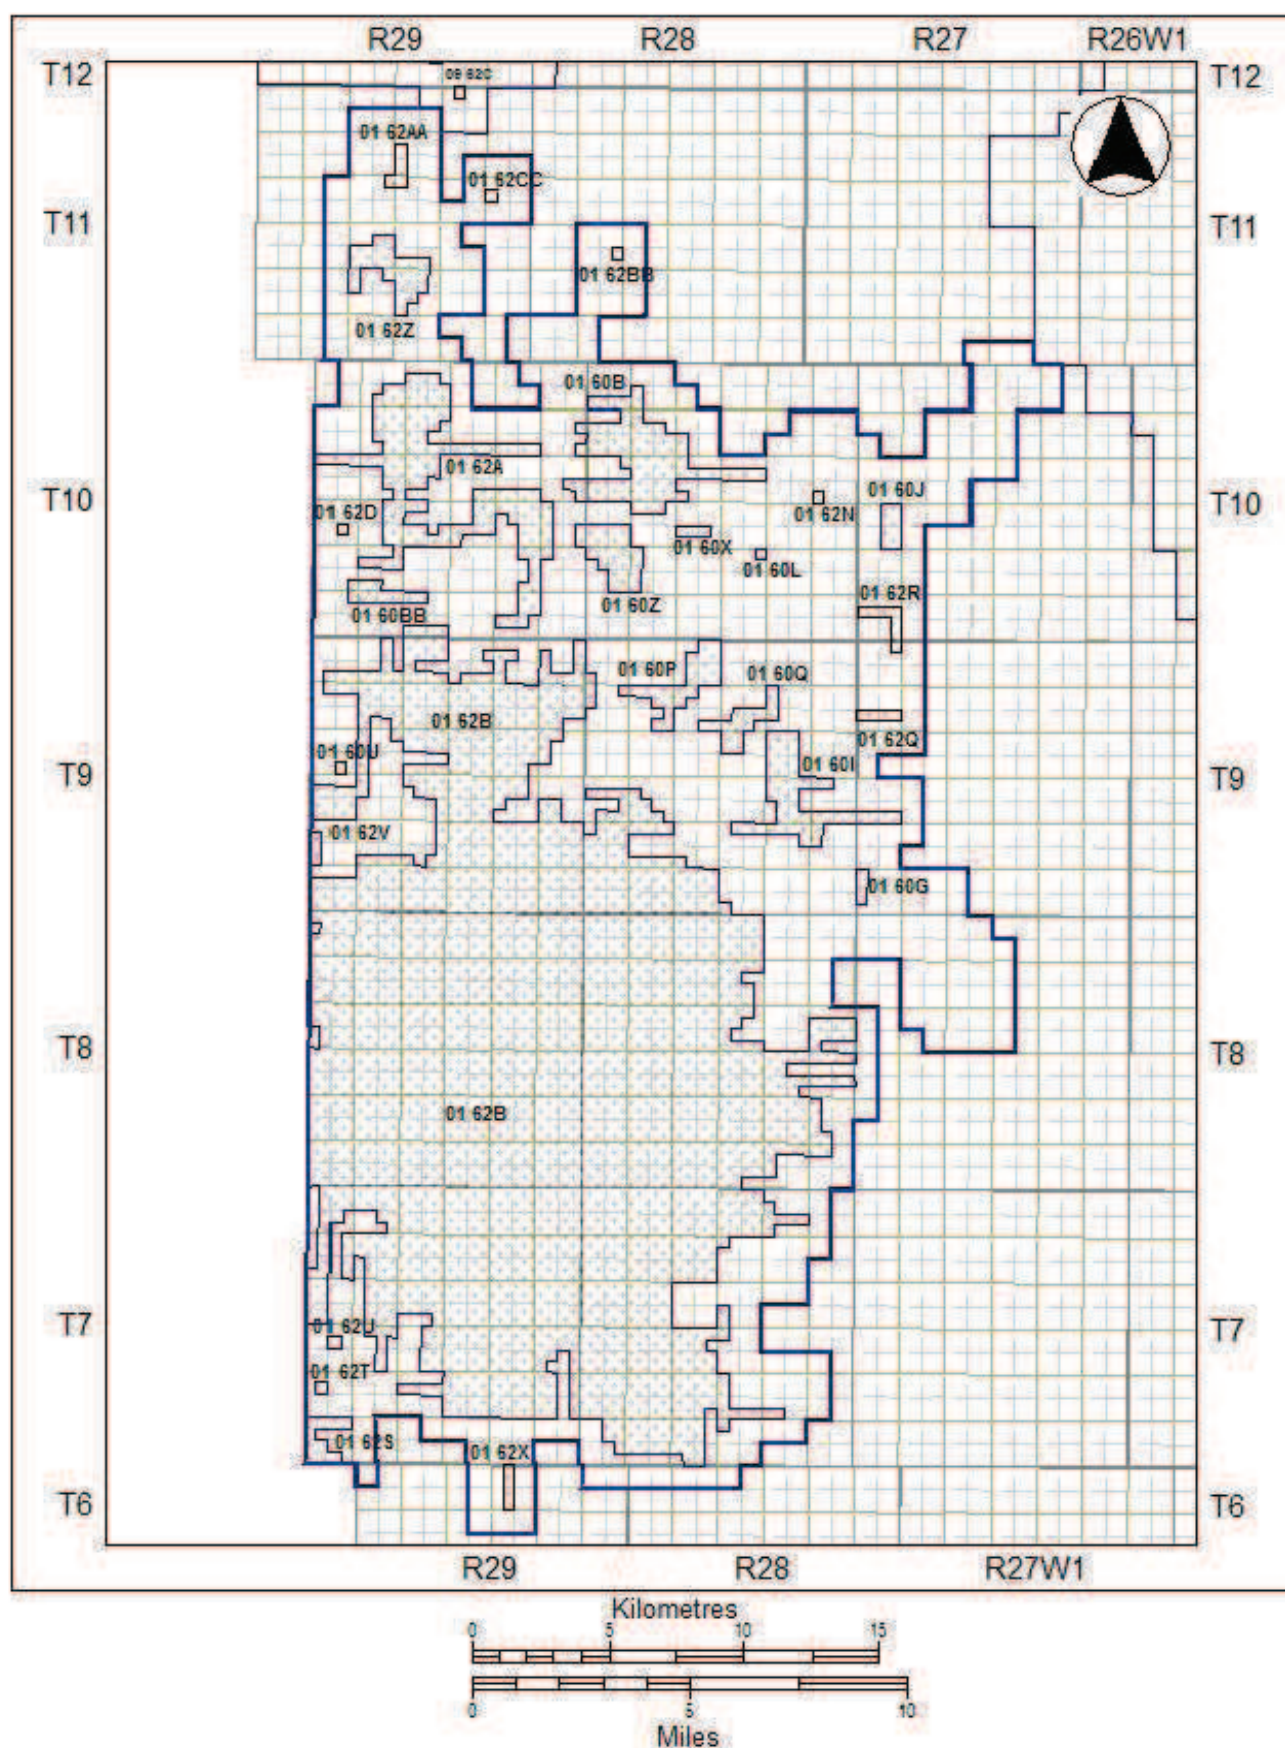 R29 R28 R27 R26W1
T12 T12
09 62C
01 62AA
01 62CC
T11 T11
01 62BB
01 62Z
01 60B
01 62A
T10 01 60J T10
01 62D 01 62N
01 60X
01 60L
01 62R
01 60BB 01 60Z
01 60P 01 60Q
01 62B
01 60U 01 62Q
T9 01 60I T9
01 62V
01 60G
T8 T8
01 62B
T7 01 62U T7
01 62T
01 62S 01 62X
T6 T6
R29 R28 R27W1
Kilometres
0 5 10 15
0 5 10
Miles